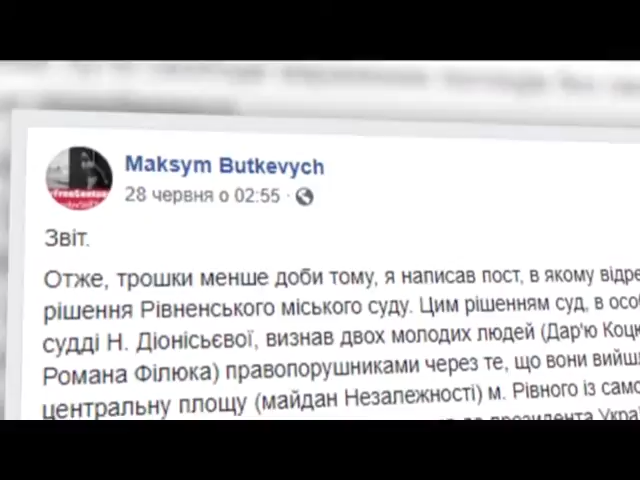 Maksym Butkevych
28 червня о 02:55 ·
Звіт.
Отже, трошки менше доби тому, я написав пост, в якому
рішення Рівненського міського суду. Цим рішенням суд, в
судді Н. Діонісьєвої, визнав двох молодих людей (Дар'ю
Романа Філюка) правопорушниками через те, що вони
центральну площу (майдан Незалежності) м. Рівного із
президента